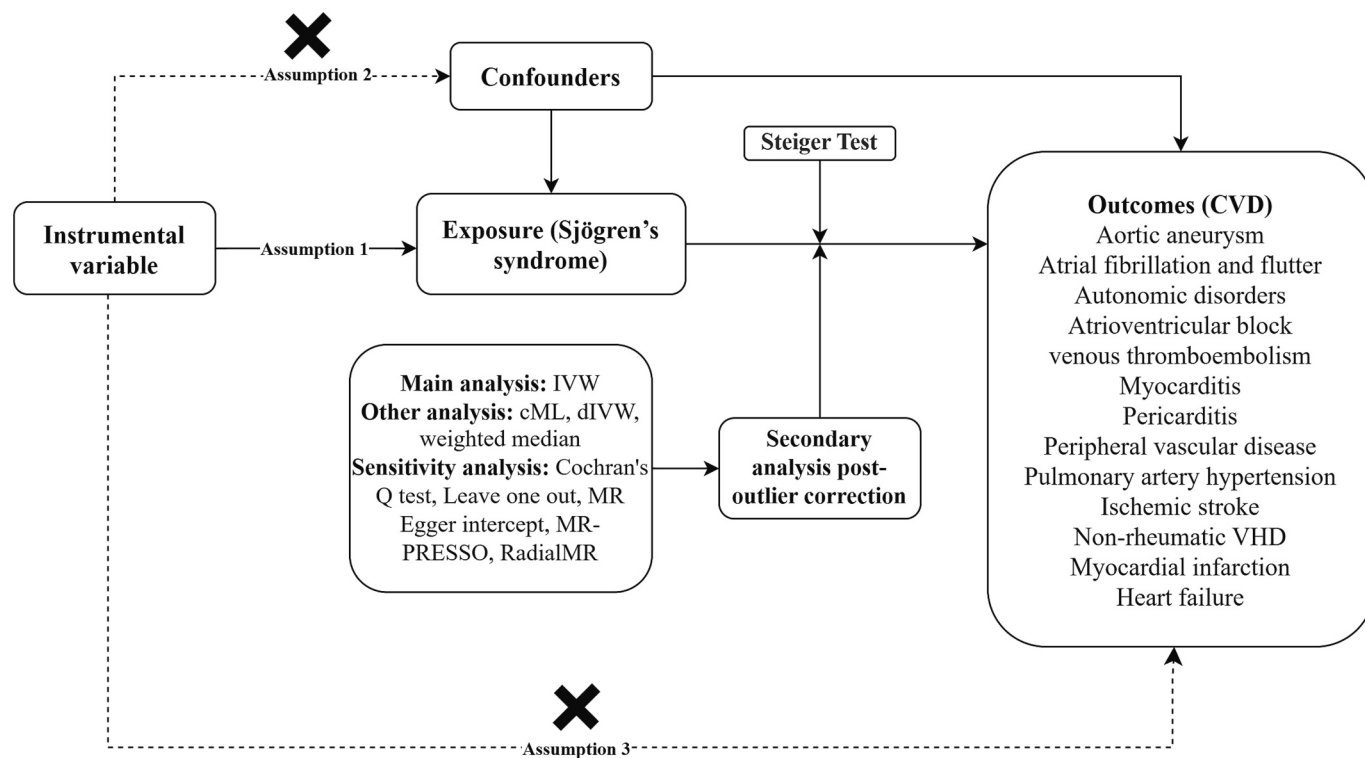 Assumption 2
Confounders
Steiger Test
Instrumental
variable
Assumption 1
Exposure (Sjögren's
syndrome)
Outcomes (CVD)
Aortic aneurysm
Atrial fibrillation and flutter
Autonomic disorders
Atrioventricular block
venous thromboembolism
Myocarditis
Pericarditis
Peripheral vascular disease
Pulmonary artery hypertension
Ischemic stroke
Non-rheumatic VHD
Myocardial infarction
Heart failure
Main analysis: IVW
Other analysis: cML, dIVW,
weighted median
Sensitivity analysis: Cochran's
Q test, Leave one out, MR
Egger intercept, MR-
PRESSO, RadialMR
Secondary
analysis post-
outlier correction
Assumption 3